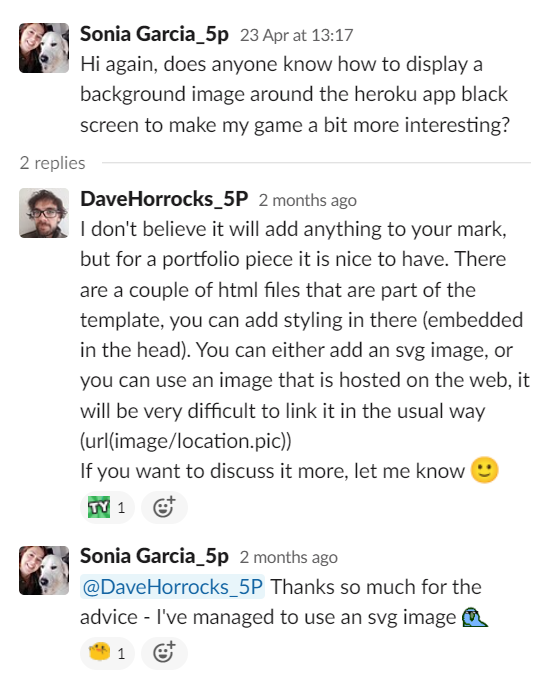 Sonia Garcia_5p 23 Apr at 13:17
Hi again, does anyone know how to display a
background image around the heroku app black
screen to make my game a bit more interesting?
2 replies
DaveHorrocks_5P 2 months ago
I don't believe it will add anything to your mark,
but for a portfolio piece it is nice to have. There
are a couple of html files that are part of the
template, you can add styling in there (embedded
in the head). You can either add an svg image, or
you can use an image that is hosted on the web, it
will be very difficult to link it in the usual way
(url(image/location.pic))
If you want to discuss it more, let me know
TY 1
Sonia Garcia_5p 2 months ago
@DaveHorrocks_5P Thanks so much for the
advice - I've managed to use an svg image
1